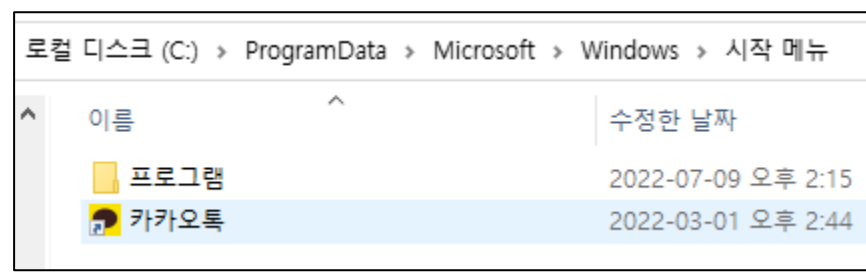 로컬 디스크 (C:) › ProgramData › Microsoft › Windows › 시작 메뉴
이름 수정한 날짜
프로그램 2022-07-09 오후 2:15
카카오톡 2022-03-01 오후 2:44